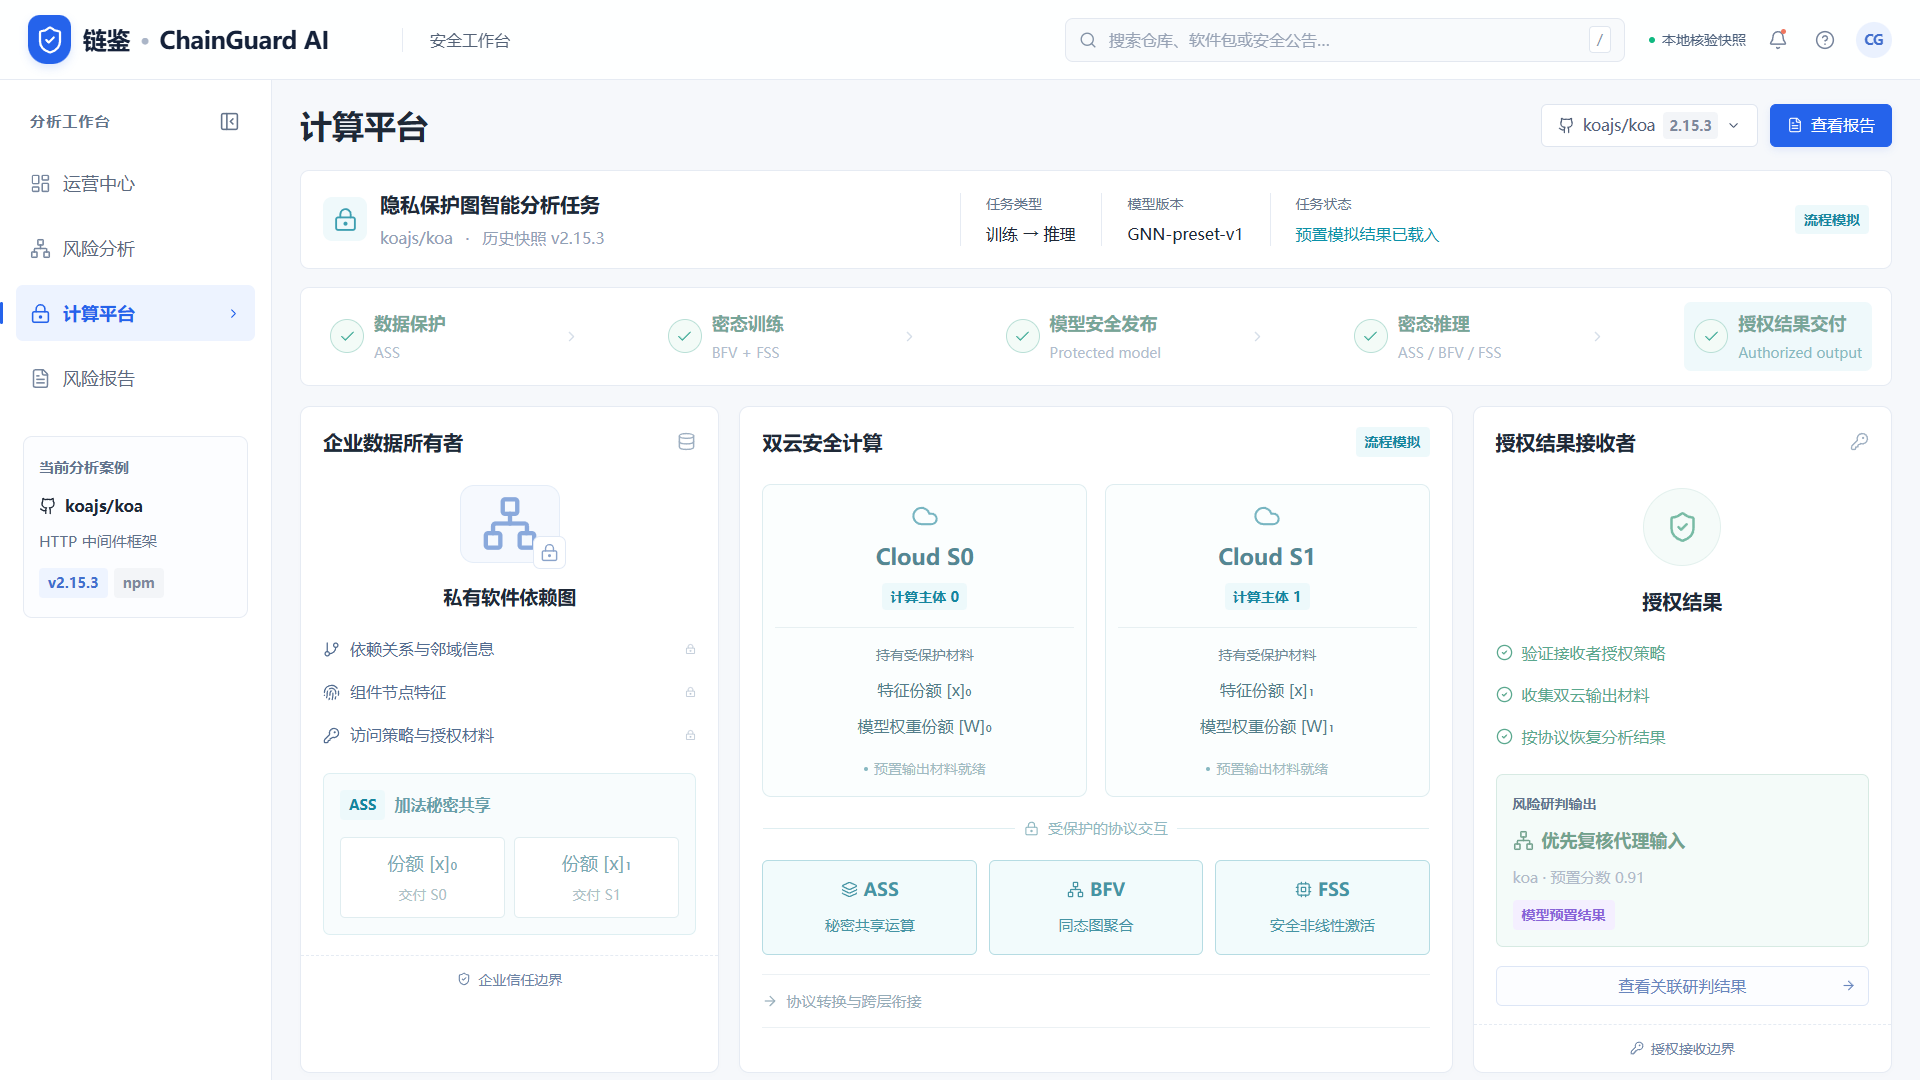 链鉴 • ChainGuard AI
安全工作台
搜索仓库、软件包或安全公告...
/
本地核验快照
CG
分析工作台
运营中心
风险分析
计算平台
风险报告
当前分析案例
koajs/koa
HTTP 中间件框架
v2.15.3 npm
计算平台
koajs/koa 2.15.3
查看报告
隐私保护图智能分析任务
koajs/koa · 历史快照 v2.15.3
任务类型
训练 → 推理
模型版本
GNN-preset-v1
任务状态
预置模拟结果已载入
流程模拟
数据保护
ASS
密态训练
BFV + FSS
模型安全发布
Protected model
密态推理
ASS / BFV / FSS
授权结果交付
Authorized output
企业数据所有者
私有软件依赖图
依赖关系与邻域信息
组件节点特征
访问策略与授权材料
ASS 加法秘密共享
份额 [x]₀
交付 S0
份额 [x]₁
交付 S1
企业信任边界
双云安全计算
流程模拟
Cloud S0
计算主体 0
持有受保护材料
特征份额 [x]₀
模型权重份额 [W]₀
• 预置输出材料就绪
Cloud S1
计算主体 1
持有受保护材料
特征份额 [x]₁
模型权重份额 [W]₁
• 预置输出材料就绪
受保护的协议交互
ASS
秘密共享运算
BFV
同态图聚合
FSS
安全非线性激活
→ 协议转换与跨层衔接
授权结果接收者
授权结果
验证接收者授权策略
收集双云输出材料
按协议恢复分析结果
风险研判输出
优先复核代理输入
koa · 预置分数 0.91
模型预置结果
查看关联研判结果 →
授权接收边界